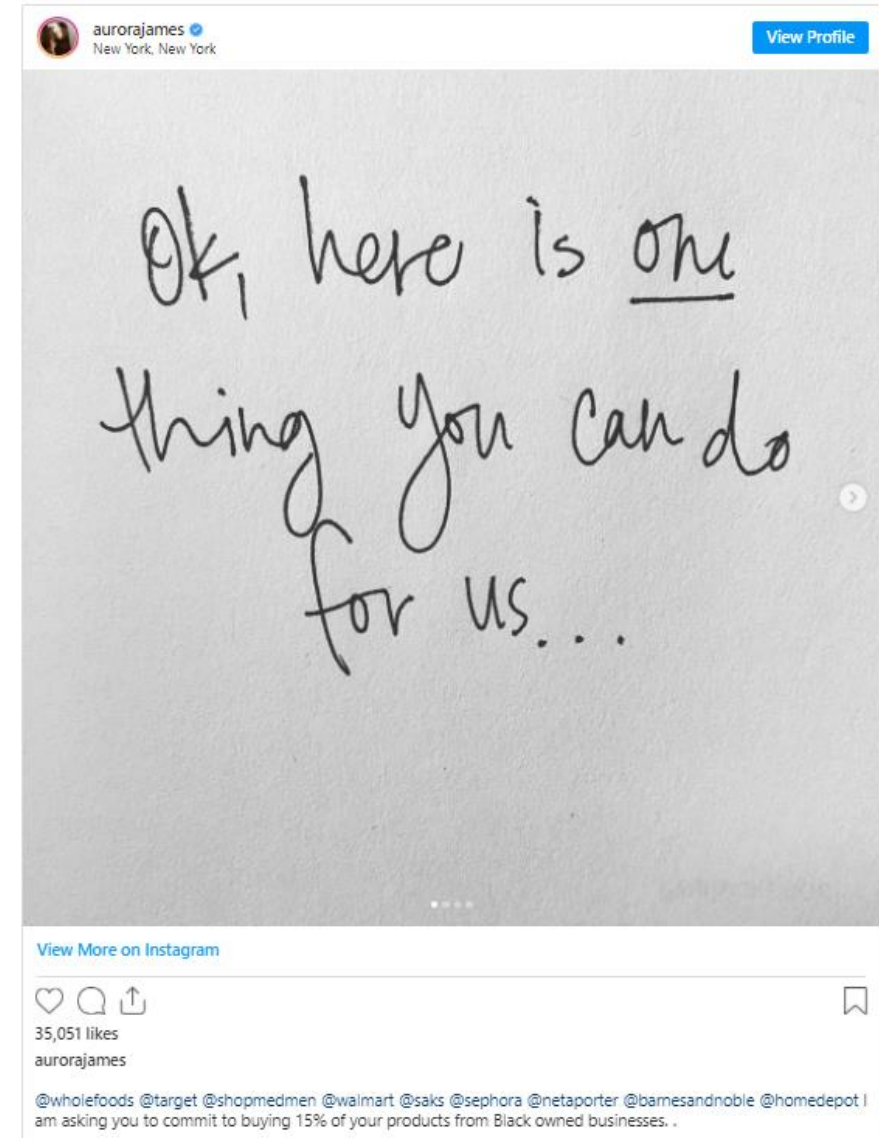 aurorajames
New York, New York
View Profile
Ok, here is one
thing you can do
for us...
View More on Instagram
35,051 likes
aurorajames
@wholefoods @target @shopmedmen @walmart @saks @sephora @netaporter @barnesandnoble @homedepot I
am asking you to commit to buying 15% of your products from Black owned businesses. .